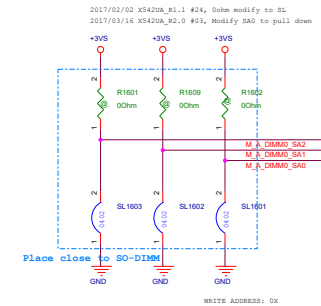 2017/02/02 X542UA_R1.1 #24, 0ohm modify to SL
2017/03/16 X542UA_R2.0 #03, Modify SA0 to pull down
+3VS +3VS +3VS
2 2 2
R1601 R1609 R1602
@ @ @
0Ohm 0Ohm 0Ohm
1 1 1
M_A_DIMM0_SA2
M_A_DIMM0_SA1
M_A_DIMM0_SA0
2 2 2
SL1603 SL1602 SL1601
0402 0402 0402
1 1 1
Place close to SO-DIMM
GND GND GND
WRITE ADDRESS: 0X